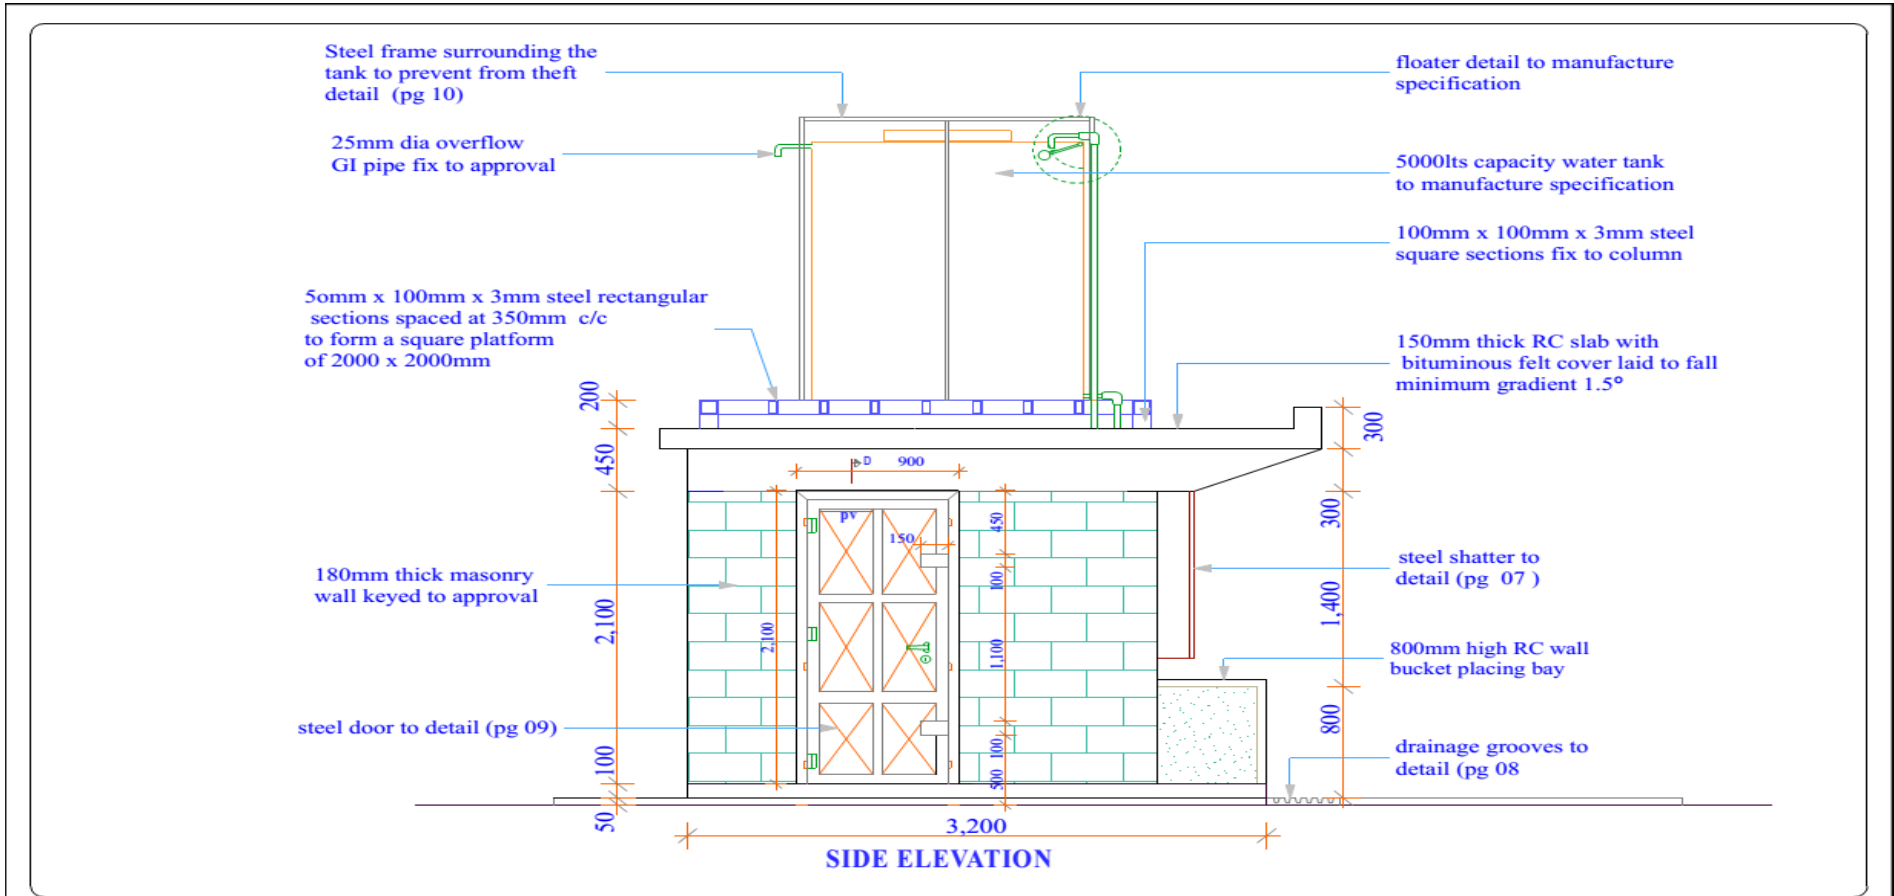 Steel frame surrounding the
tank to prevent from theft
detail (pg 10)
floater detail to manufacture
specification
25mm dia overflow
GI pipe fix to approval
5000lts capacity water tank
to manufacture specification
100mm x 100mm x 3mm steel
square sections fix to column
5omm x 100mm x 3mm steel rectangular
sections spaced at 350mm c/c
to form a square platform
of 2000 x 2000mm
150mm thick RC slab with
bituminous felt cover laid to fall
minimum gradient 1.5°
200
300
450
D
900
pv
150
450
300
100
180mm thick masonry
wall keyed to approval
steel shatter to
detail (pg 07 )
2,100
2,100
1,100
1,400
800mm high RC wall
bucket placing bay
steel door to detail (pg 09)
800
100
100
500
drainage grooves to
detail (pg 08
50
3,200
SIDE ELEVATION